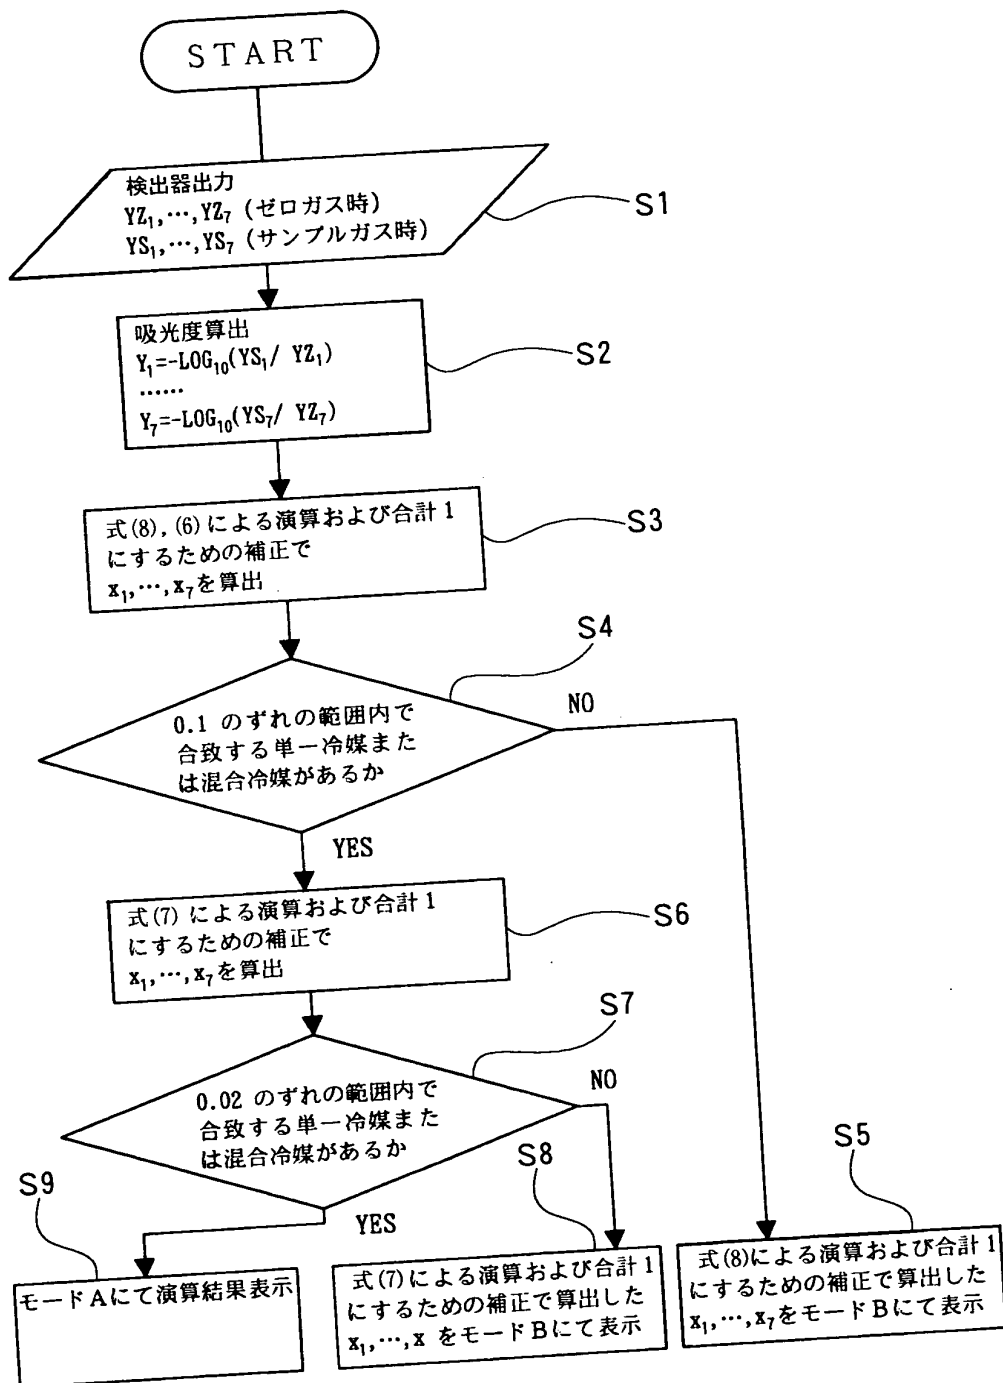 START
検出器出力
YZ₁,…,YZ₇ (ゼロガス時)
YS₁,…,YS₇ (サンプルガス時)
S1
吸光度算出
Y₁=-LOG₁₀(YS₁/ YZ₁)
……
Y₇=-LOG₁₀(YS₇/ YZ₇)
S2
式(8),(6)による演算および合計1
にするための補正で
x₁,…,x₇を算出
S3
S4
0.1 のずれの範囲内で
合致する単一冷媒また
は混合冷媒があるか
NO
YES
式(7) による演算および合計1
にするための補正で
x₁,…,x₇を算出
S6
S7
0.02 のずれの範囲内で
合致する単一冷媒また
は混合冷媒があるか
NO
YES
S9
モードAにて演算結果表示
S8
式(7)による演算および合計1
にするための補正で算出した
x₁,…,x をモードBにて表示
S5
式(8)による演算および合計1
にするための補正で算出した
x₁,…,x₇をモードBにて表示